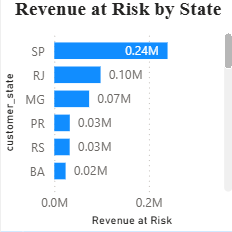 Revenue at Risk by State
customer_state
SP 0.24M
RJ 0.10M
MG 0.07M
PR 0.03M
RS 0.03M
BA 0.02M
0.0M 0.2M
Revenue at Risk